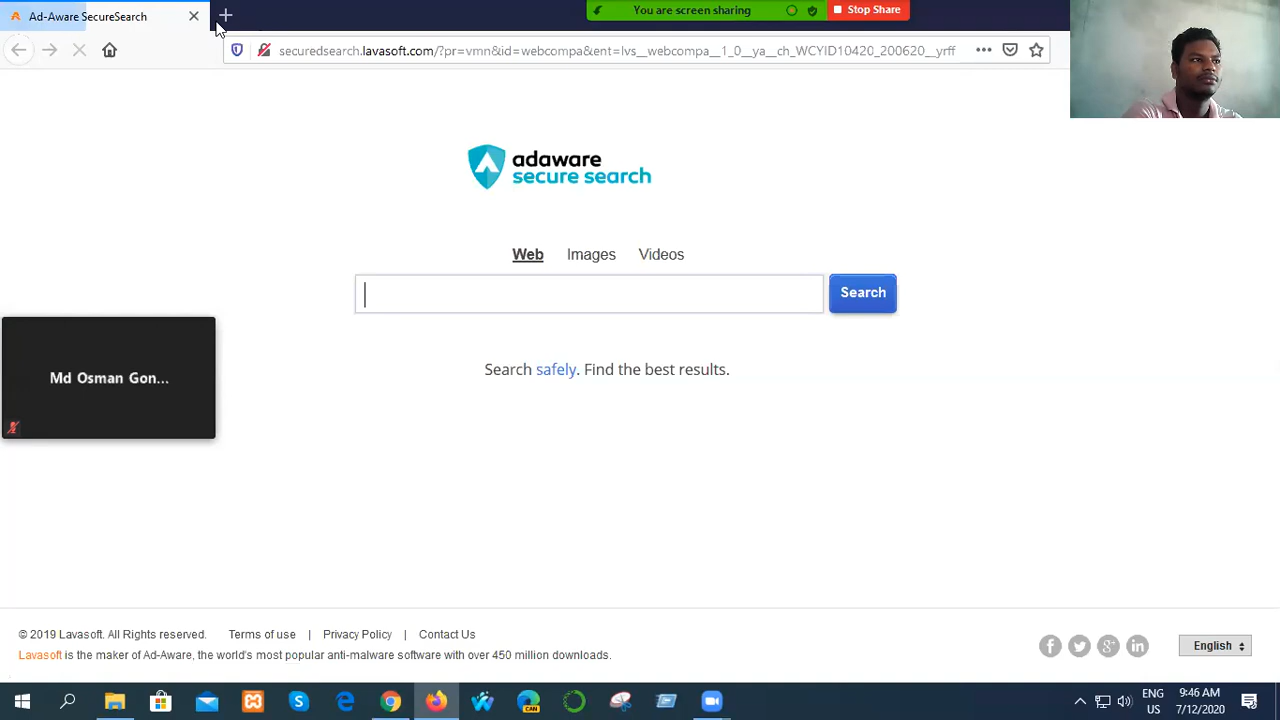 Ad-Aware SecureSearch
You are screen sharing
Stop Share
securedsearch.lavasoft.com/?pr=vmn&id=webcompa&ent=lvs__webcompa__1_0__ya__ch_WCYID10420_200620__yrff
adaware
secure search
Web Images Videos
Search
Search safely. Find the best results.
Md Osman Gon...
© 2019 Lavasoft. All Rights reserved. Terms of use | Privacy Policy | Contact Us
Lavasoft is the maker of Ad-Aware, the world's most popular anti-malware software with over 450 million downloads.
English
CAN
ENG
US
9:46 AM
7/12/2020